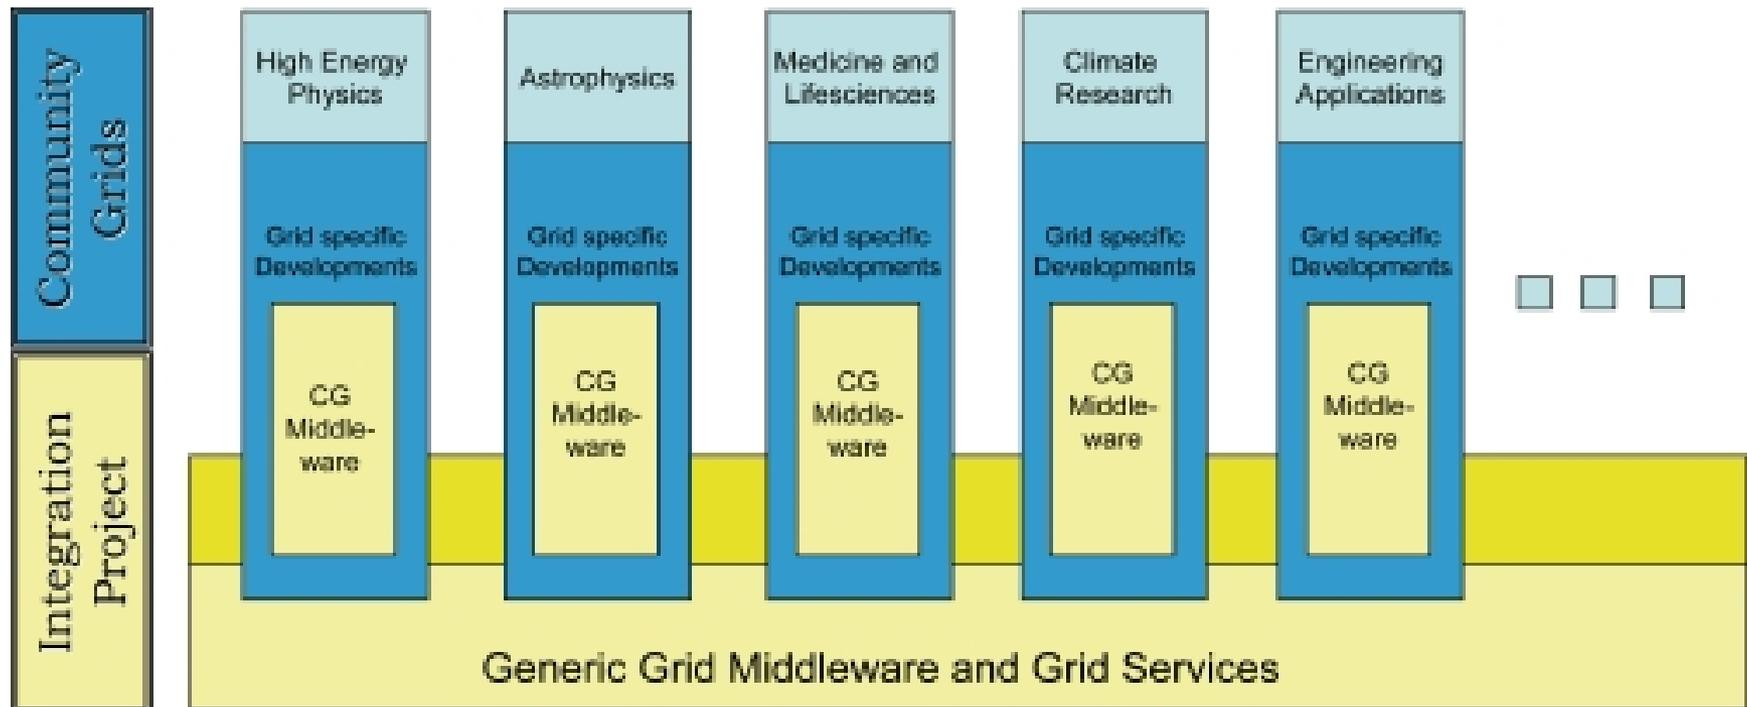 Community
Grids
Integration
Project
High Energy
Physics
Grid specific
Developments
CG
Middle-
ware
Astrophysics
Grid specific
Developments
CG
Middle-
ware
Medicine and
Lifesciences
Grid specific
Developments
CG
Middle-
ware
Climate
Research
Grid specific
Developments
CG
Middle-
ware
Engineering
Applications
Grid specific
Developments
CG
Middle-
ware
Generic Grid Middleware and Grid Services